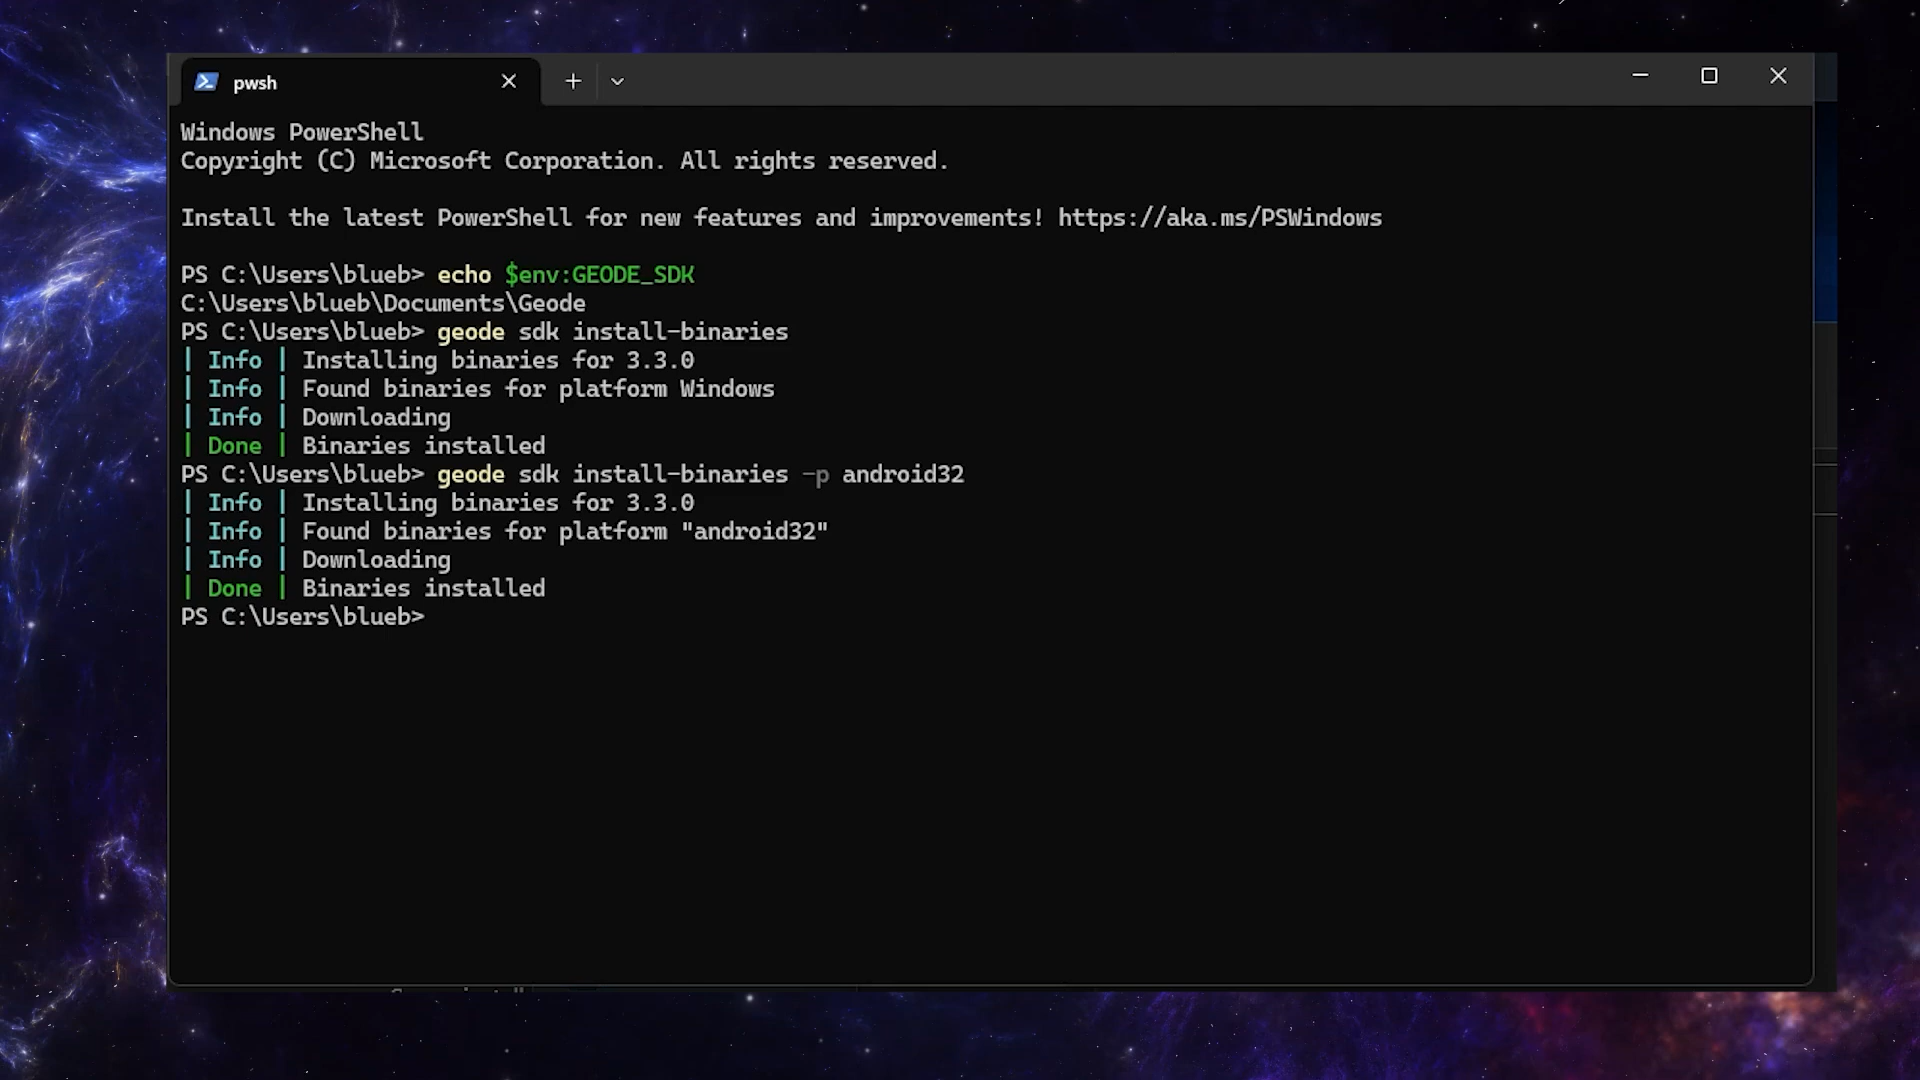 pwsh
Windows PowerShell
Copyright (C) Microsoft Corporation. All rights reserved.
Install the latest PowerShell for new features and improvements! https://aka.ms/PSWindows
PS C:\Users\blueb> echo $env:GEODE_SDK
C:\Users\blueb\Documents\Geode
PS C:\Users\blueb> geode sdk install-binaries
| Info | Installing binaries for 3.3.0
| Info | Found binaries for platform Windows
| Info | Downloading
| Done | Binaries installed
PS C:\Users\blueb> geode sdk install-binaries -p android32
| Info | Installing binaries for 3.3.0
| Info | Found binaries for platform "android32"
| Info | Downloading
| Done | Binaries installed
PS C:\Users\blueb>